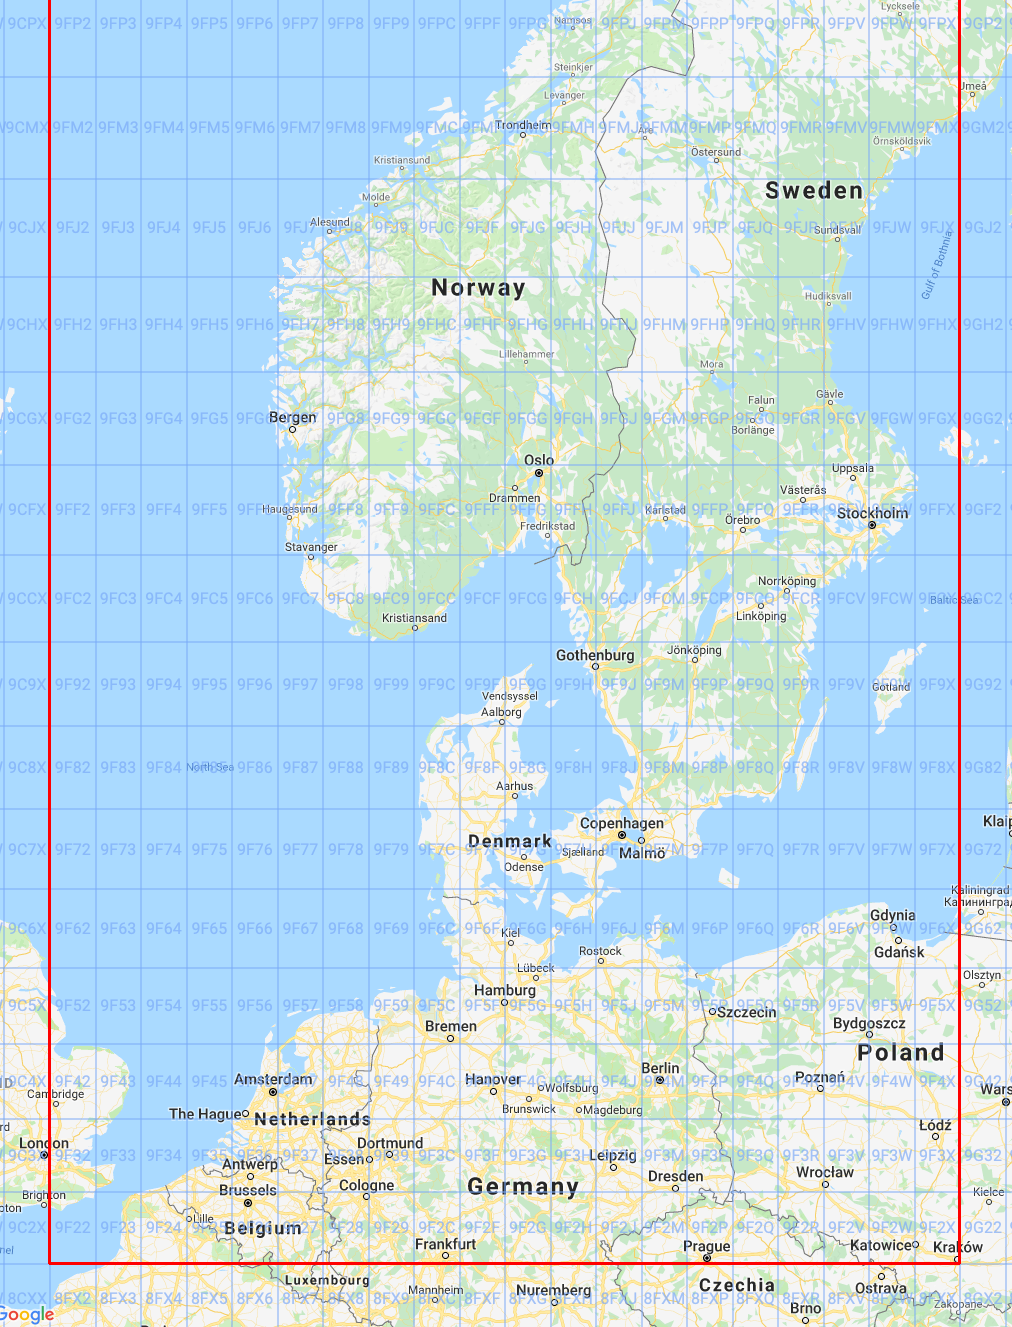 9CPX 9FP2 9FP3 9FP4 9FP5 9FP6 9FP7 9FP8 9FP9 9FPC 9FPF 9FPG 9FPJ 9FPM 9FPP 9FPQ 9FPR 9FPV 9FPW 9FPX 9GP2
Lycksele
Namsos
Steinkjer
Levanger
Umeå
9CMX 9FM2 9FM3 9FM4 9FM5 9FM6 9FM7 9FM8 9FM9 9FMC 9FMH 9FMJ 9FMM 9FMP 9FMQ 9FMR 9FMV 9FMW 9FMX 9GM2
Trondheim
Åre
Örnsköldsvik
Östersund
Kristiansund
Sweden
Molde
Ålesund
9CJX 9FJ2 9FJ3 9FJ4 9FJ5 9FJ6 9FJ7 9FJ8 9FJ9 9FJC 9FJF 9FJG 9FJH 9FJJ 9FJM 9FJP 9FJQ 9FJR 9FJW 9FJX 9GJ2
Sundsvall
Gulf of Bothnia
Norway
Hudiksvall
9CHX 9FH2 9FH3 9FH4 9FH5 9FH6 9FH7 9FH8 9FH9 9FHC 9FHF 9FHG 9FHH 9FHJ 9FHM 9FHP 9FHQ 9FHR 9FHV 9FHW 9FHX 9GH2
Lillehammer
Mora
Gävle
Falun
9CGX 9FG2 9FG3 9FG4 9FG5 9FG8 9FG9 9FGC 9FGF 9FGG 9FGH 9FGJ 9FGM 9FGP 9FGQ 9FGR 9FGV 9FGW 9FGX 9GG2
Bergen
Borlänge
Oslo
Uppsala
Drammen
Västerås
9CFX 9FF2 9FF3 9FF4 9FF5 9FF8 9FF9 9FFC 9FFF 9FFG 9FFH 9FFJ 9FFP 9FFQ 9FFR 9FFW 9FFX 9GF2
Haugesund
Karlstad
Stockholm
Örebro
Fredrikstad
Stavanger
Norrköping
9CCX 9FC2 9FC3 9FC4 9FC5 9FC6 9FC7 9FC8 9FC9 9FCC 9FCF 9FCG 9FCH 9FCJ 9FCM 9FCP 9FCQ 9FCR 9FCV 9FCW 9FCX 9GC2
Baltic Sea
Kristiansand
Linköping
Gothenburg
Jönköping
9C9X 9F92 9F93 9F94 9F95 9F96 9F97 9F98 9F99 9F9C 9F9F 9F9G 9F9H 9F9J 9F9M 9F9P 9F9Q 9F9R 9F9V 9F9W 9F9X 9G92
Gotland
Vendsyssel
Aalborg
9C8X 9F82 9F83 9F84 9F86 9F87 9F88 9F89 9F8C 9F8F 9F8G 9F8H 9F8J 9F8M 9F8P 9F8Q 9F8R 9F8V 9F8W 9F8X 9G82
North Sea
Aarhus
Copenhagen
Denmark
9C7X 9F72 9F73 9F74 9F75 9F76 9F77 9F78 9F79 9F7C 9F7F 9F7G 9F7H 9F7P 9F7Q 9F7R 9F7V 9F7W 9F7X 9G72
Sjælland
Malmö
Odense
Kaliningrad
Калининград
Gdynia
9C6X 9F62 9F63 9F64 9F65 9F66 9F67 9F68 9F69 9F6C 9F6F 9F6G 9F6H 9F6J 9F6M 9F6P 9F6Q 9F6R 9F6V 9F6W 9F6X 9G62
Kiel
Gdańsk
Rostock
Lübeck
Olsztyn
Hamburg
9C5X 9F52 9F53 9F54 9F55 9F56 9F57 9F58 9F59 9F5C 9F5F 9F5G 9F5H 9F5J 9F5M 9F5P 9F5Q 9F5R 9F5V 9F5W 9F5X 9G52
Szczecin
Bremen
Bydgoszcz
Poland
Berlin
9C4X 9F42 9F43 9F44 9F45 9F48 9F49 9F4C 9F4G 9F4H 9F4J 9F4M 9F4P 9F4Q 9F4R 9F4V 9F4W 9F4X 9G42
Amsterdam
Hanover
Wolfsburg
Poznań
Cambridge
Brunswick
Magdeburg
The Hague
Netherlands
Łódź
London
Dortmund
9C3X 9F32 9F33 9F34 9F35 9F36 9F37 9F38 9F39 9F3C 9F3F 9F3G 9F3H 9F3J 9F3M 9F3P 9F3Q 9F3R 9F3V 9F3W 9F3X 9G32
Essen
Antwerp
Leipzig
Cologne
Brussels
Germany
Dresden
Wrocław
Brighton
Kielce
Lille
9C2X 9F22 9F23 9F24 9F27 9F28 9F29 9F2C 9F2F 9F2G 9F2H 9F2J 9F2M 9F2P 9F2Q 9F2R 9F2V 9F2W 9F2X 9G22
Belgium
Frankfurt
Prague
Katowice
Kraków
Luxembourg
Mannheim
Nuremberg
Czechia
Ostrava
8CXX 8FX2 8FX3 8FX4 8FX5 8FX6 8FX7 8FX8 8FX9 8FXC 8FXF 8FXG 8FXH 8FXJ 8FXM 8FXP 8FXQ 8FXR 8FXV 8FXW 8FXX 8GX2
Zakopane
Brno
Google